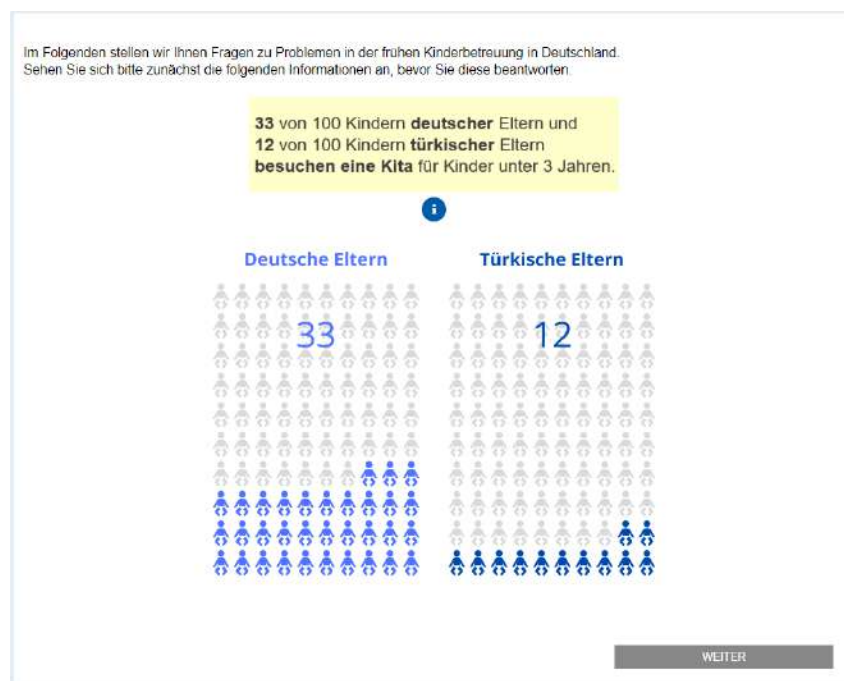 Im Folgenden stellen wir Ihnen Fragen zu Problemen in der frühen Kinderbetreuung in Deutschland.
Sehen Sie sich bitte zunächst die folgenden Informationen an, bevor Sie diese beantworten.
33 von 100 Kindern deutscher Eltern und
12 von 100 Kindern türkischer Eltern
besuchen eine Kita für Kinder unter 3 Jahren.
i
Deutsche Eltern
Türkische Eltern
33
12
WEITER